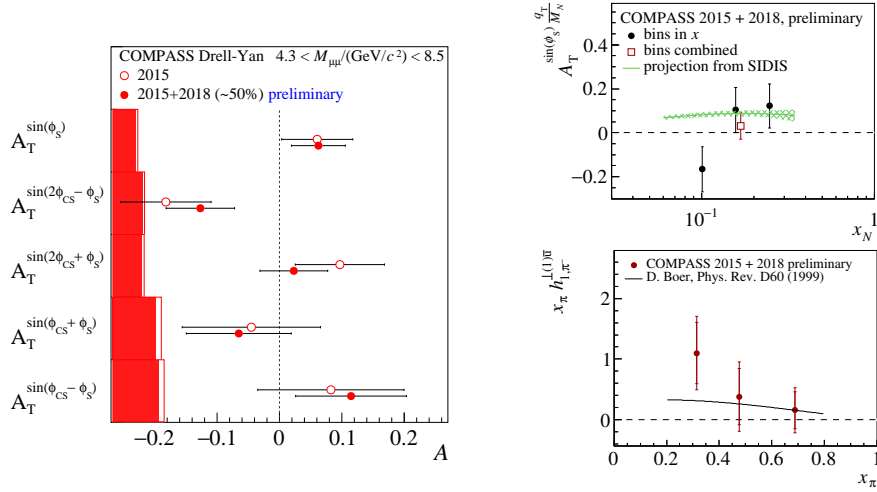 COMPASS Drell-Yan 4.3 < M_μμ/(GeV/c²) < 8.5
2015
2015+2018 (~50%) preliminary
A_T^sin(φ_S)
A_T^sin(2φ_CS − φ_S)
A_T^sin(2φ_CS + φ_S)
A_T^sin(φ_CS + φ_S)
A_T^sin(φ_CS − φ_S)
−0.2 −0.1 0 0.1 0.2
A
A_T^sin(φ_S) q_T/M_N
COMPASS 2015 + 2018, preliminary
bins in x
bins combined
projection from SIDIS
0.4
0.2
0
−0.2
10⁻¹ 1
x_N
x_π h_1,π⁻^⊥(1)ū
COMPASS 2015 + 2018 preliminary
D. Boer, Phys. Rev. D60 (1999)
2
1
0
0 0.2 0.4 0.6 0.8 1
x_π